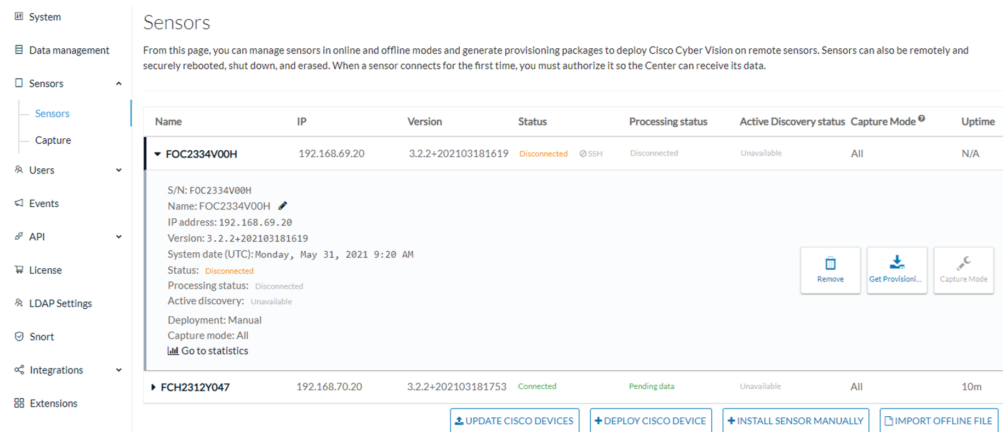 System
Data management
Sensors
Sensors
Capture
Users
Events
API
License
LDAP Settings
Snort
Integrations
Extensions
Sensors
From this page, you can manage sensors in online and offline modes and generate provisioning packages to deploy Cisco Cyber Vision on remote sensors. Sensors can also be remotely and
securely rebooted, shut down, and erased. When a sensor connects for the first time, you must authorize it so the Center can receive its data.
Name IP Version Status Processing status Active Discovery status Capture Mode Uptime
FOC2334V00H 192.168.69.20 3.2.2+202103181619 Disconnected SSH Disconnected Unavailable All N/A
S/N: FOC2334V00H
Name: FOC2334V00H
IP address: 192.168.69.20
Version: 3.2.2+202103181619
System date (UTC): Monday, May 31, 2021 9:20 AM
Status: Disconnected
Processing status: Disconnected
Active discovery: Unavailable
Deployment: Manual
Capture mode: All
Go to statistics
Remove Get Provisioni... Capture Mode
FCH2312Y047 192.168.70.20 3.2.2+202103181753 Connected Pending data Unavailable All 10m
UPDATE CISCO DEVICES +DEPLOY CISCO DEVICE +INSTALL SENSOR MANUALLY IMPORT OFFLINE FILE